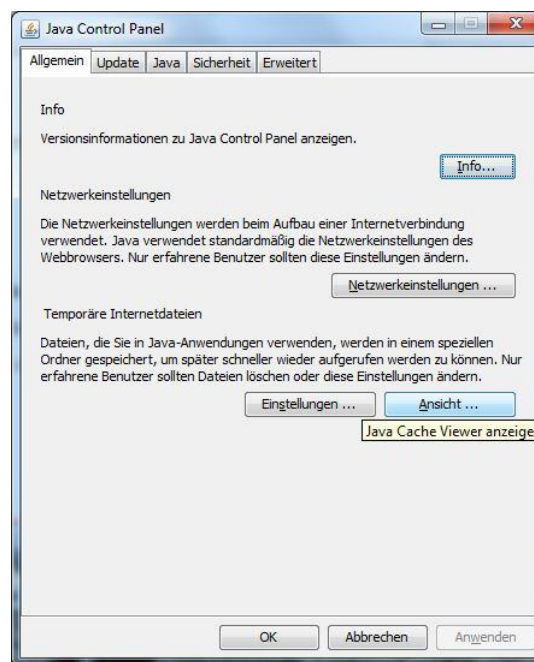 Java Control Panel
Allgemein Update Java Sicherheit Erweitert
Info
Versionsinformationen zu Java Control Panel anzeigen.
Info...
Netzwerkeinstellungen
Die Netzwerkeinstellungen werden beim Aufbau einer Internetverbindung
verwendet. Java verwendet standardmäßig die Netzwerkeinstellungen des
Webbrowsers. Nur erfahrene Benutzer sollten diese Einstellungen ändern.
Netzwerkeinstellungen ...
Temporäre Internetdateien
Dateien, die Sie in Java-Anwendungen verwenden, werden in einem speziellen
Ordner gespeichert, um später schneller wieder aufgerufen werden zu können. Nur
erfahrene Benutzer sollten Dateien löschen oder diese Einstellungen ändern.
Einstellungen ... Ansicht ...
Java Cache Viewer anzeige
OK Abbrechen Anwenden